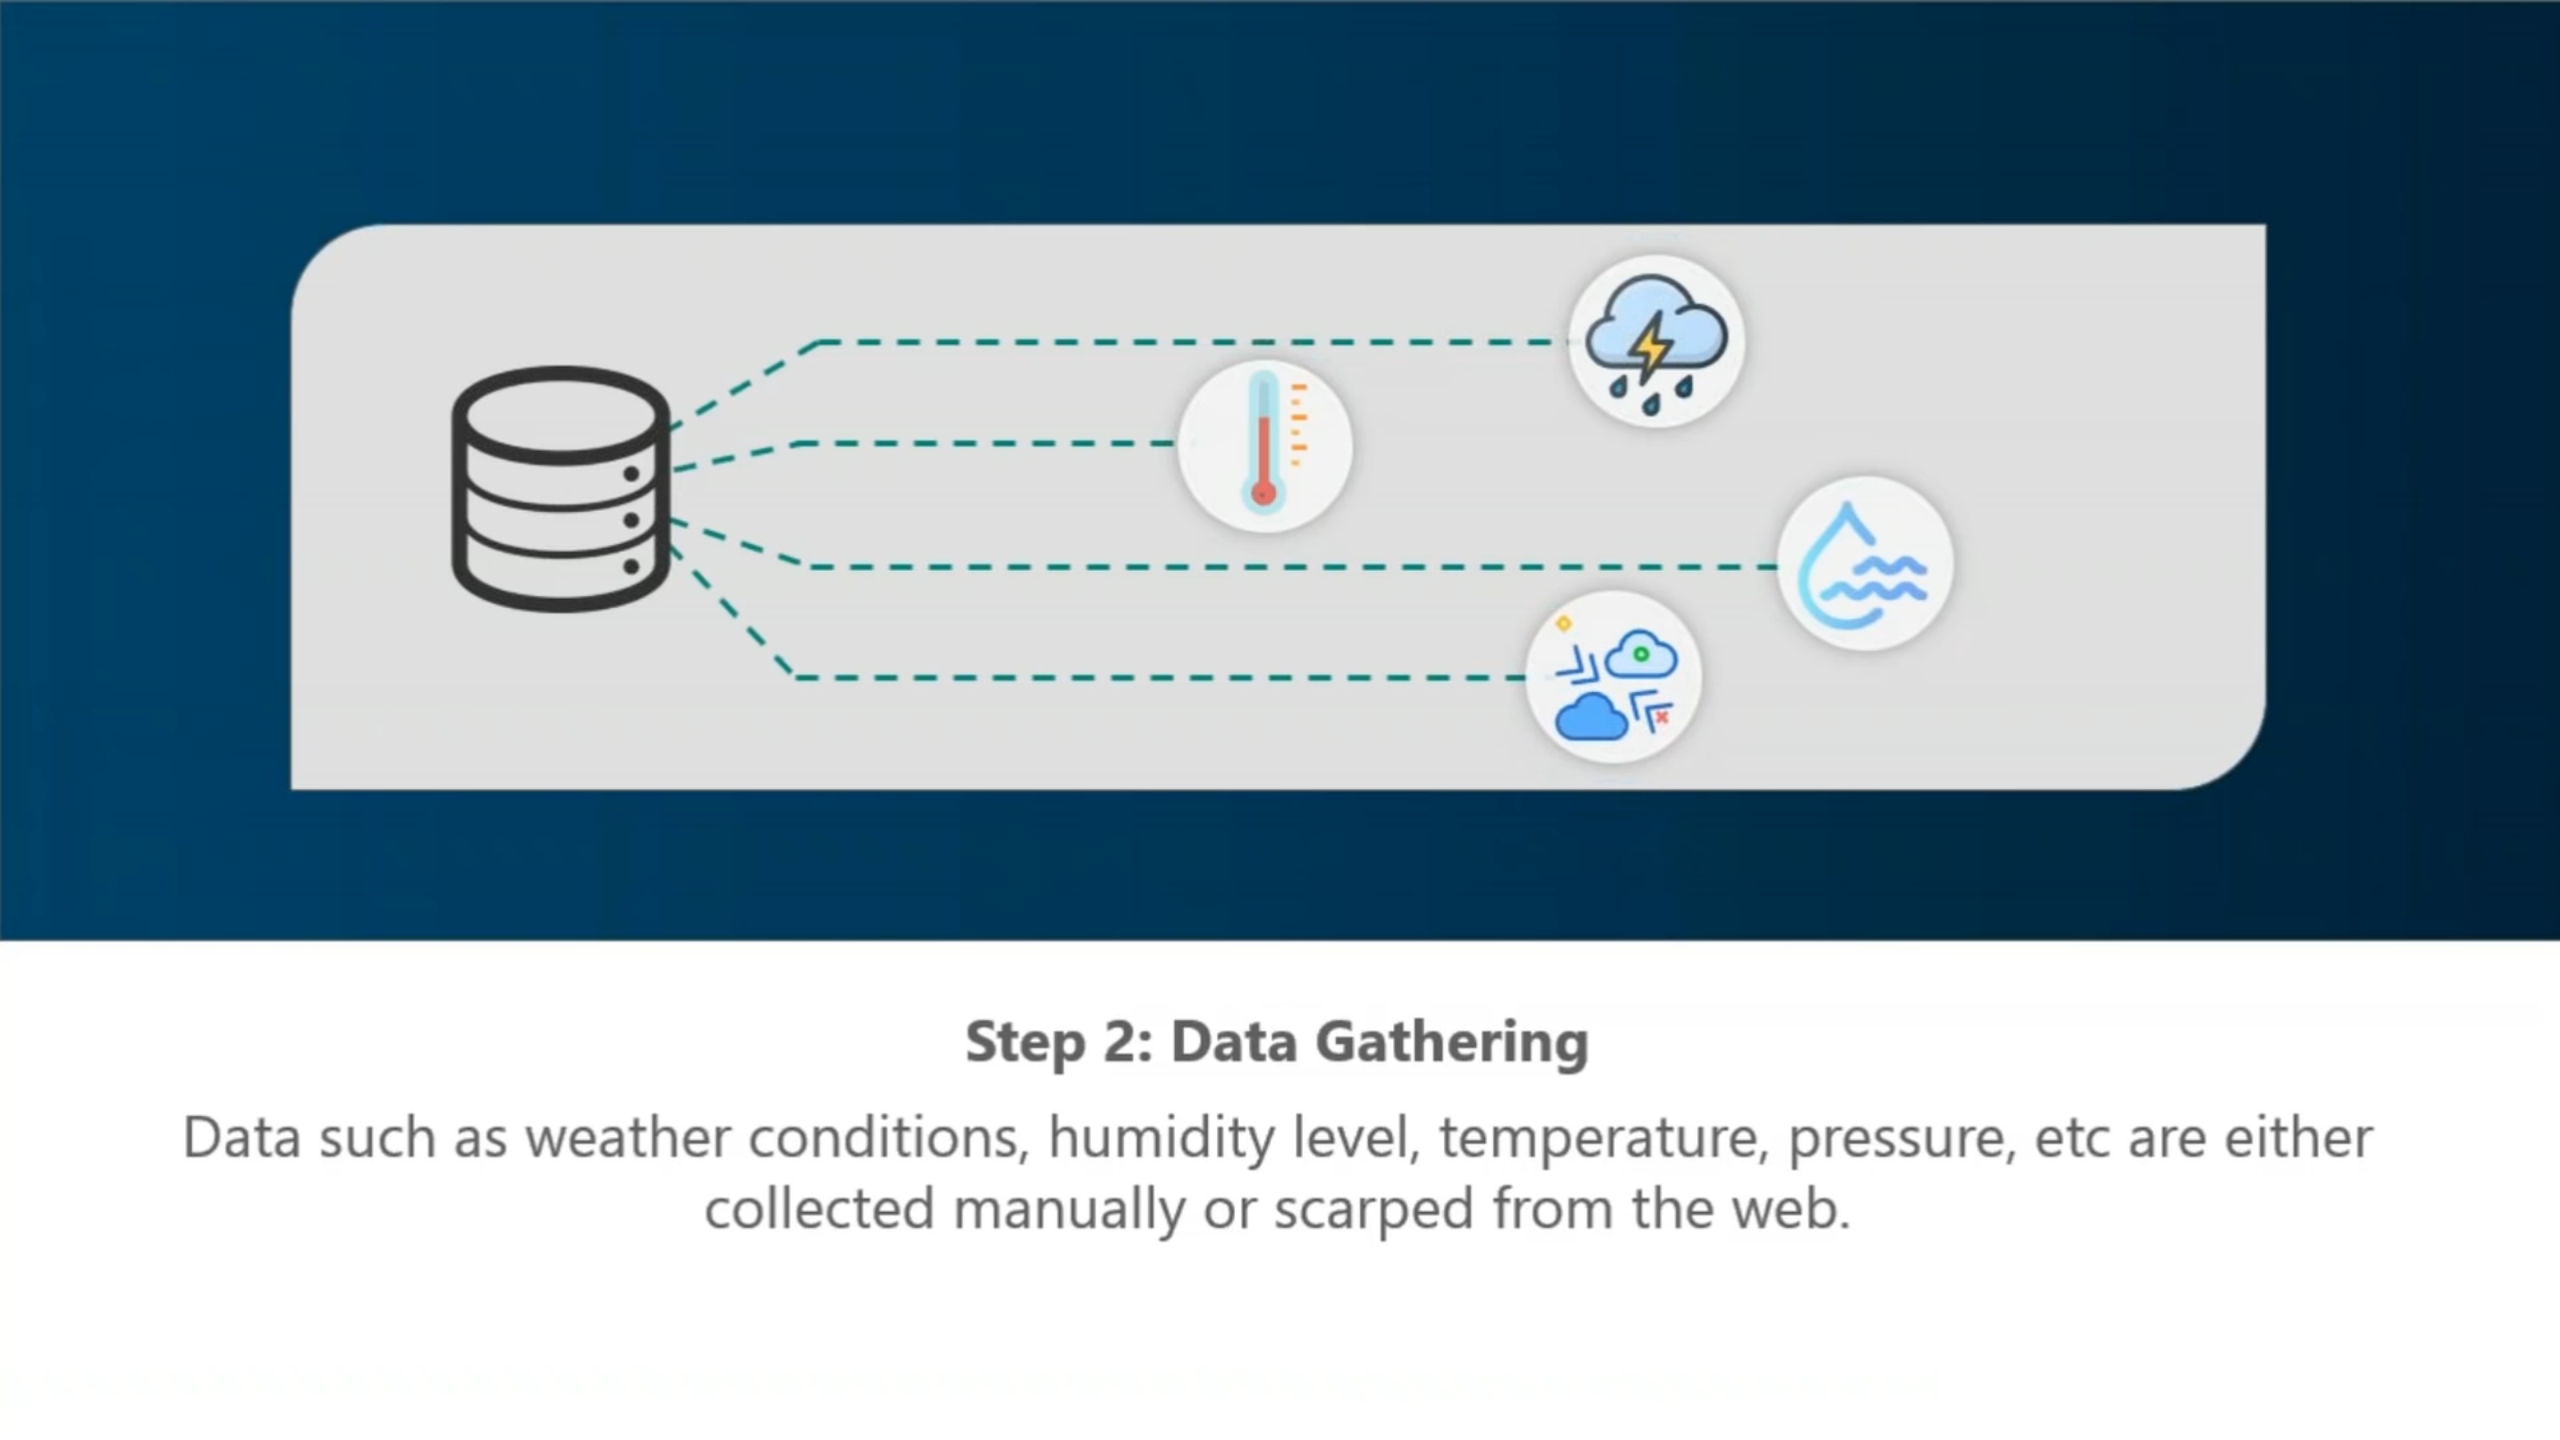 Step 2: Data Gathering
Data such as weather conditions, humidity level, temperature, pressure, etc are either
collected manually or scarped from the web.